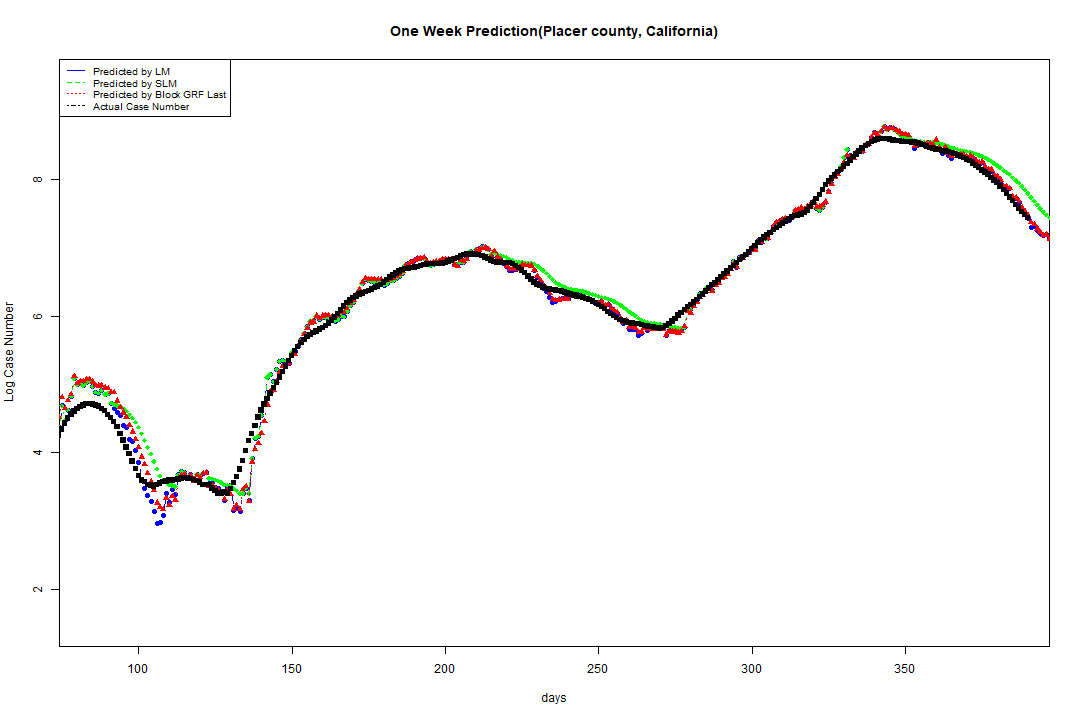 One Week Prediction(Placer county, California)
Predicted by LM
Predicted by SLM
Predicted by Block GRF Last
Actual Case Number
Log Case Number
8
6
4
2
100 150 200 250 300 350
days